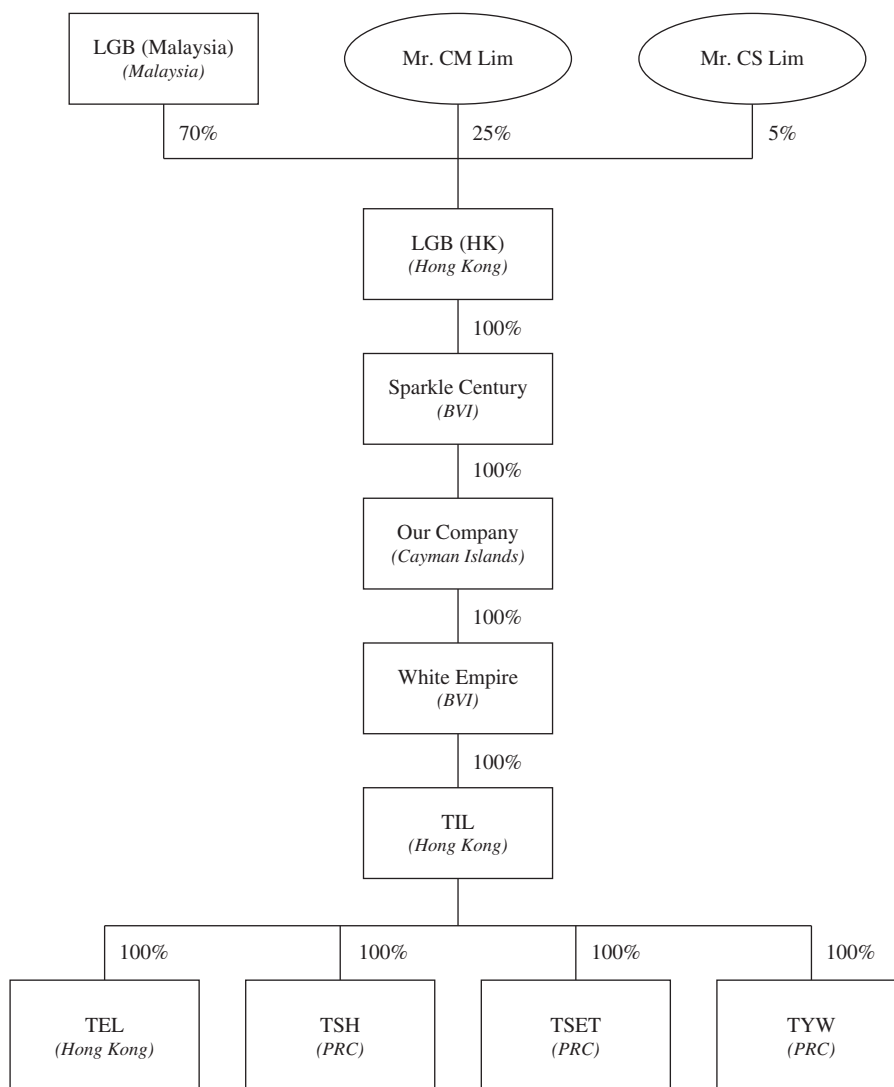 LGB (Malaysia)
(Malaysia)
Mr. CM Lim
Mr. CS Lim
70%
25%
5%
LGB (HK)
(Hong Kong)
100%
Sparkle Century
(BVI)
100%
Our Company
(Cayman Islands)
100%
White Empire
(BVI)
100%
TIL
(Hong Kong)
100%
100%
100%
100%
TEL
(Hong Kong)
TSH
(PRC)
TSET
(PRC)
TYW
(PRC)